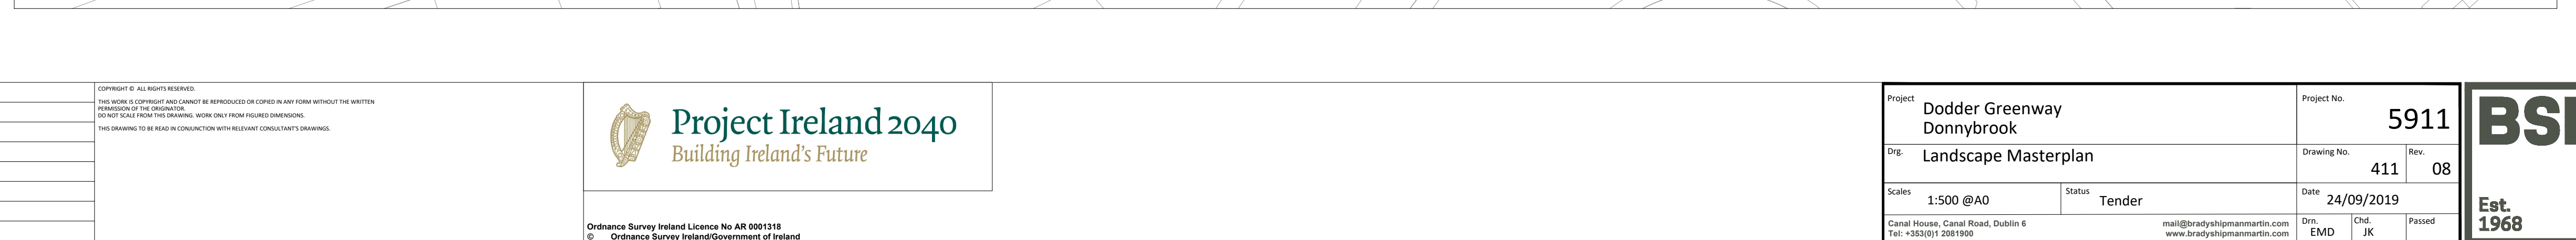 COPYRIGHT © ALL RIGHTS RESERVED.
THIS WORK IS COPYRIGHT AND CANNOT BE REPRODUCED OR COPIED IN ANY FORM WITHOUT THE WRITTEN
PERMISSION OF THE ORIGINATOR.
DO NOT SCALE FROM THIS DRAWING. WORK ONLY FROM FIGURED DIMENSIONS.
THIS DRAWING TO BE READ IN CONJUNCTION WITH RELEVANT CONSULTANT'S DRAWINGS.
Project Ireland 2040
Building Ireland's Future
Ordnance Survey Ireland Licence No AR 0001318
© Ordnance Survey Ireland/Government of Ireland
Project
Dodder Greenway
Donnybrook
Project No.
5911
Drg.
Landscape Masterplan
Drawing No.
411
Rev.
08
Scales
1:500 @A0
Status
Tender
Date
24/09/2019
Canal House, Canal Road, Dublin 6
Tel: +353(0)1 2081900
mail@bradyshipmanmartin.com
www.bradyshipmanmartin.com
Drn.
EMD
Chd.
JK
Passed
Est.
1968